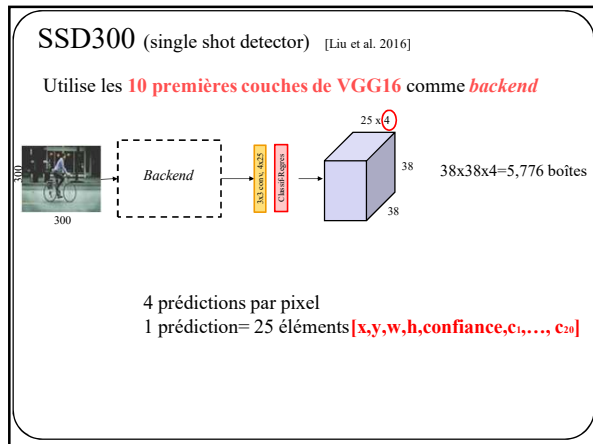 SSD300 (single shot detector) [Liu et al. 2016]
Utilise les 10 premières couches de VGG16 comme backend
25 x 4
300
Backend
3x3 conv, 4x25
Classif-Regres
38
38x38x4=5,776 boîtes
38
300
4 prédictions par pixel
1 prédiction= 25 éléments [x,y,w,h,confiance,c₁,…, c₂₀]